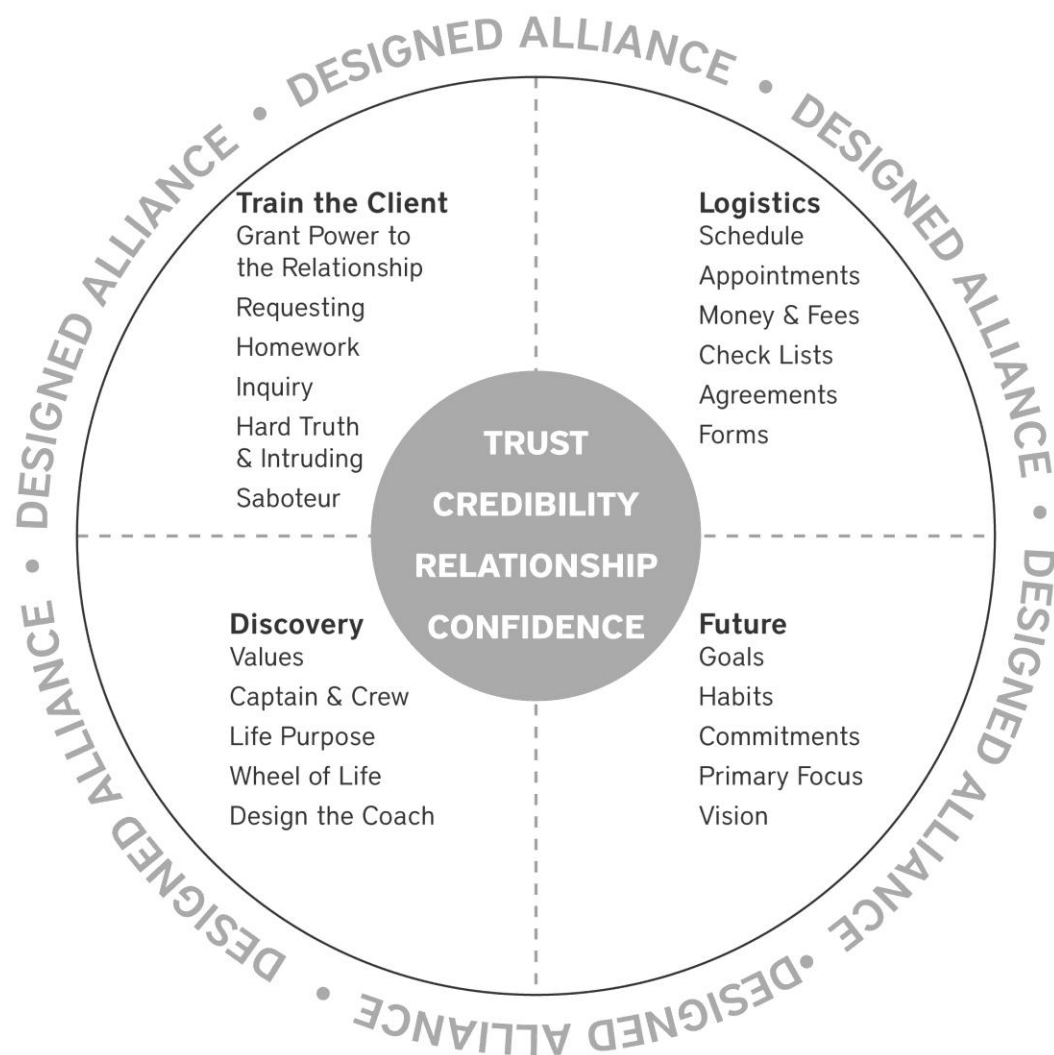 DESIGNED ALLIANCE • DESIGNED ALLIANCE • DESIGNED ALLIANCE • DESIGNED ALLIANCE • DESIGNED ALLIANCE • DESIGNED ALLIANCE •
Train the Client
Grant Power to
the Relationship
Requesting
Homework
Inquiry
Hard Truth
& Intruding
Saboteur
Logistics
Schedule
Appointments
Money & Fees
Check Lists
Agreements
Forms
TRUST
CREDIBILITY
RELATIONSHIP
CONFIDENCE
Discovery
Values
Captain & Crew
Life Purpose
Wheel of Life
Design the Coach
Future
Goals
Habits
Commitments
Primary Focus
Vision